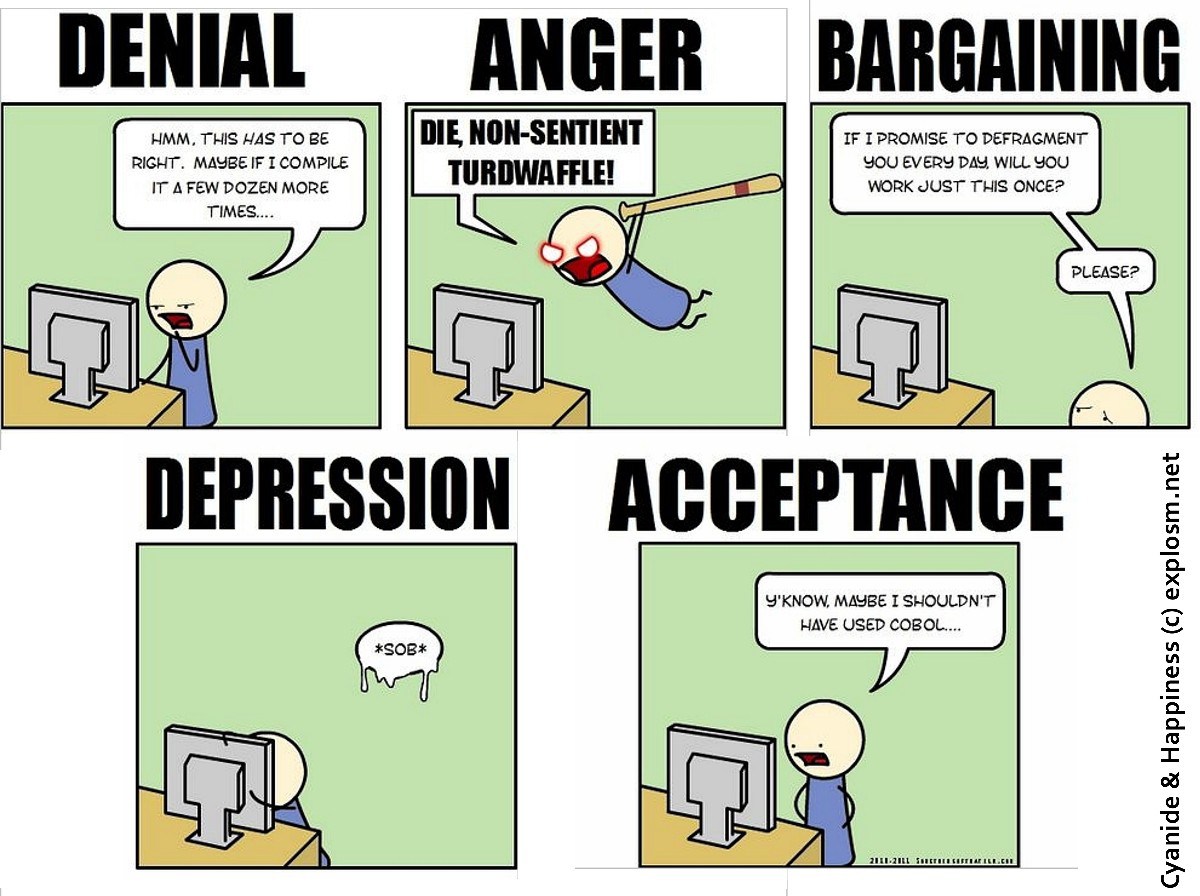 DENIAL
HMM, THIS HAS TO BE
RIGHT. MAYBE IF I COMPILE
IT A FEW DOZEN MORE
TIMES....
ANGER
DIE, NON-SENTIENT
TURDWAFFLE!
BARGAINING
IF I PROMISE TO DEFRAGMENT
YOU EVERY DAY, WILL YOU
WORK JUST THIS ONCE?
PLEASE?
DEPRESSION
*SOB*
ACCEPTANCE
Y'KNOW, MAYBE I SHOULDN'T
HAVE USED COBOL....
2010-2011
Cyanide & Happiness (c) explosm.net